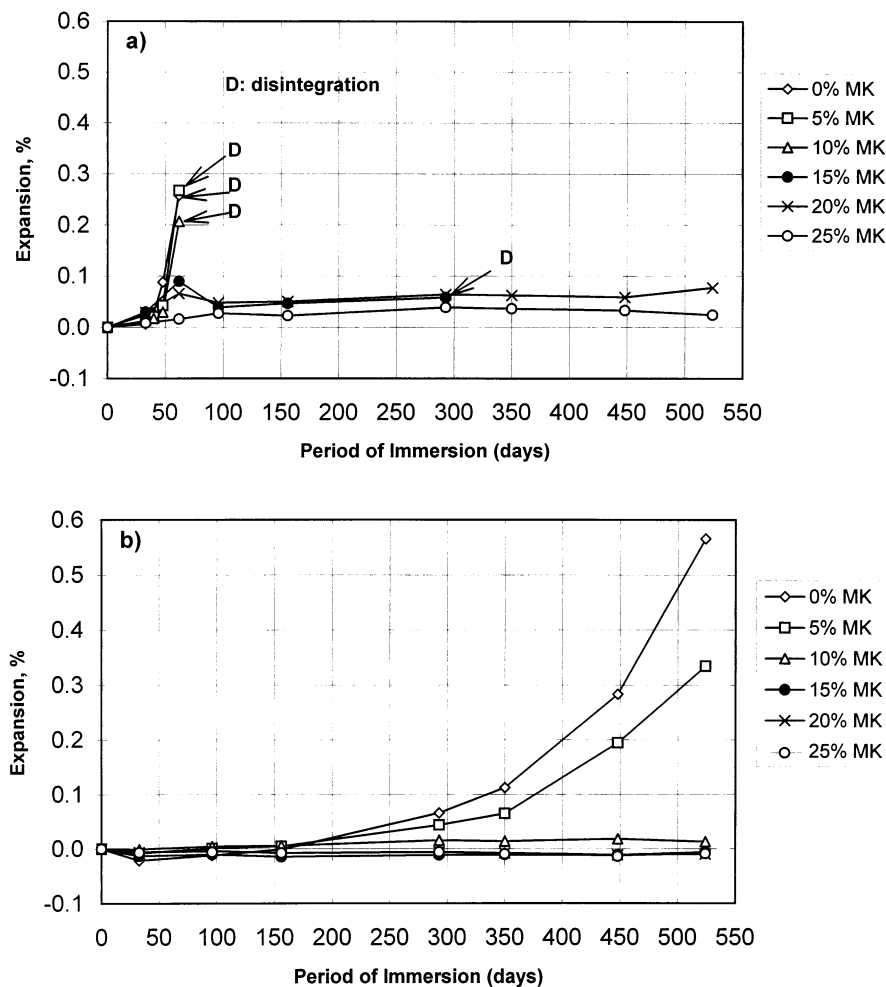 a)
0.6
0.5
0.4
0.3
0.2
0.1
0.0
-0.1
Expansion, %
D: disintegration
D
D
D
D
0 50 100 150 200 250 300 350 400 450 500 550
Period of Immersion (days)
0% MK
5% MK
10% MK
15% MK
20% MK
25% MK
b)
0.6
0.5
0.4
0.3
0.2
0.1
0.0
-0.1
Expansion, %
0 50 100 150 200 250 300 350 400 450 500 550
Period of Immersion (days)
0% MK
5% MK
10% MK
15% MK
20% MK
25% MK